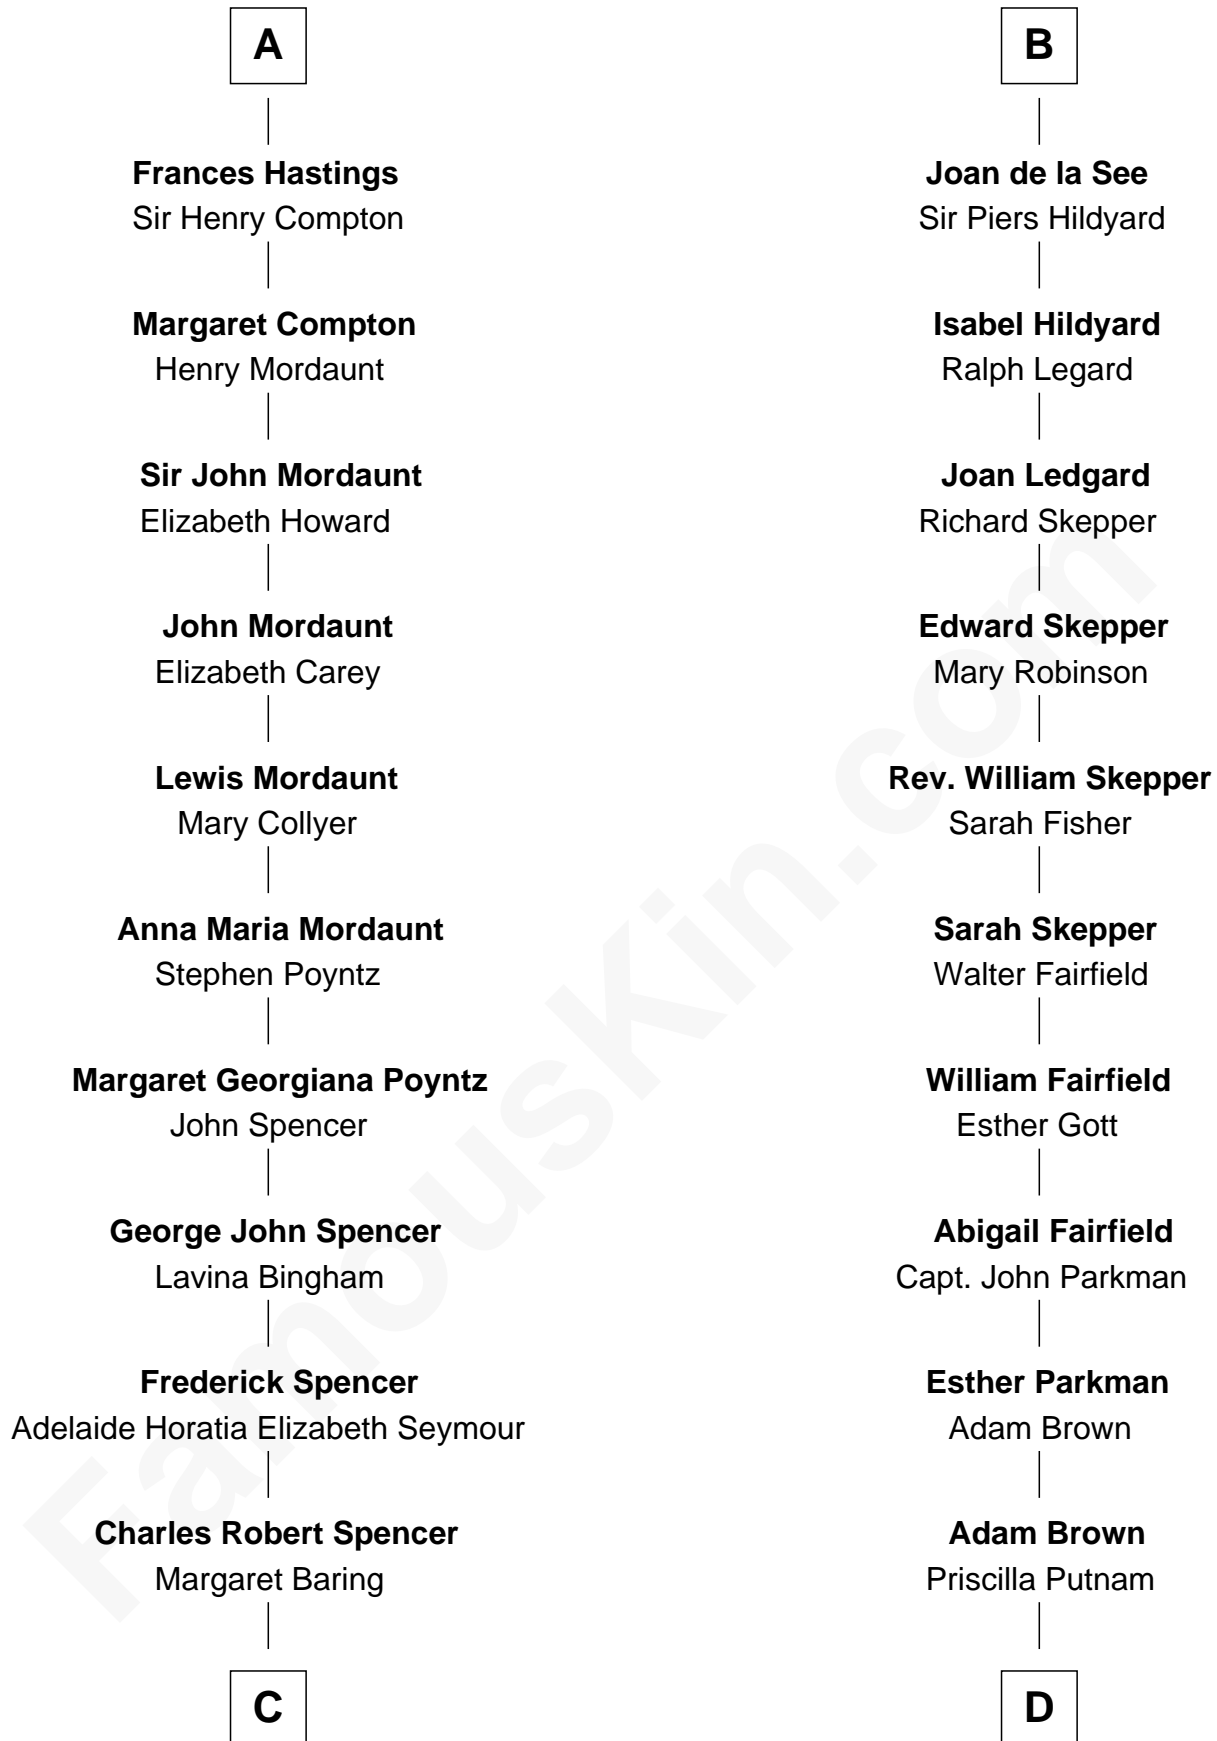 A
Frances Hastings
Sir Henry Compton
Margaret Compton
Henry Mordaunt
Sir John Mordaunt
Elizabeth Howard
John Mordaunt
Elizabeth Carey
Lewis Mordaunt
Mary Collyer
Anna Maria Mordaunt
Stephen Poyntz
Margaret Georgiana Poyntz
John Spencer
George John Spencer
Lavina Bingham
Frederick Spencer
Adelaide Horatia Elizabeth Seymour
Charles Robert Spencer
Margaret Baring
C
B
Joan de la See
Sir Piers Hildyard
Isabel Hildyard
Ralph Legard
Joan Ledgard
Richard Skepper
Edward Skepper
Mary Robinson
Rev. William Skepper
Sarah Fisher
Sarah Skepper
Walter Fairfield
William Fairfield
Esther Gott
Abigail Fairfield
Capt. John Parkman
Esther Parkman
Adam Brown
Adam Brown
Priscilla Putnam
D
FamousKin.com